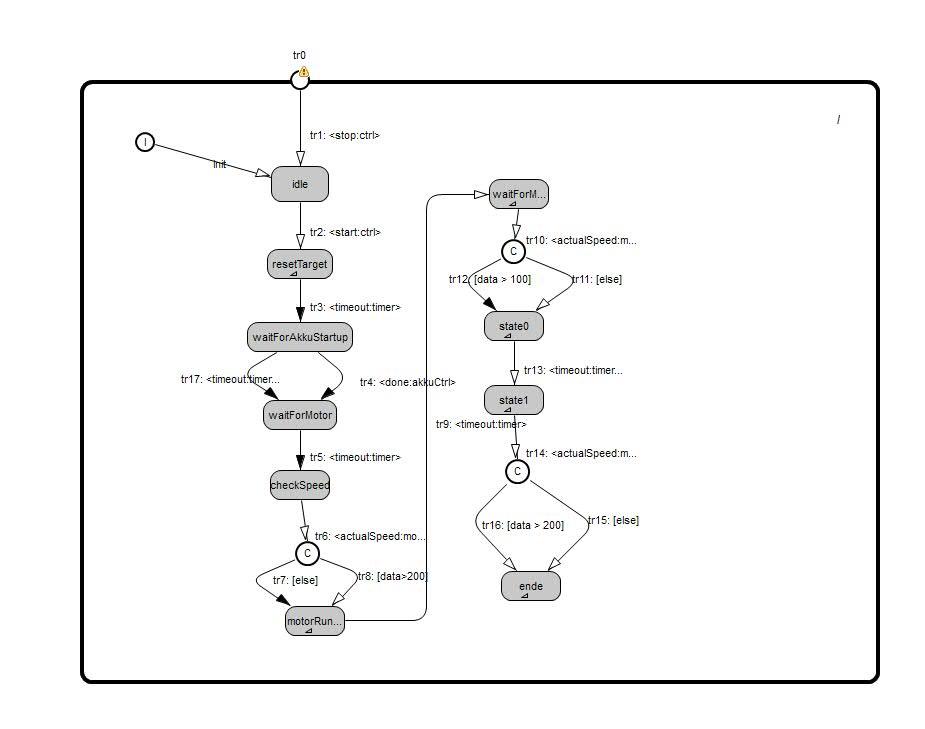 tr0
/
I
tr1: <stop:ctrl>
Init
idle
tr2: <start:ctrl>
resetTarget
tr3: <timeout:timer>
waitForAkkuStartup
tr17: <timeout:timer...
tr4: <done:akkuCtrl>
waitForMotor
tr5: <timeout:timer>
checkSpeed
tr6: <actualSpeed:mo...
C
tr7: [else]
tr8: [data>200]
motorRun...
waitForM...
tr10: <actualSpeed:m...
C
tr12: [data > 100]
tr11: [else]
state0
tr13: <timeout:timer...
state1
tr9: <timeout:timer>
tr14: <actualSpeed:m...
C
tr16: [data > 200]
tr15: [else]
ende